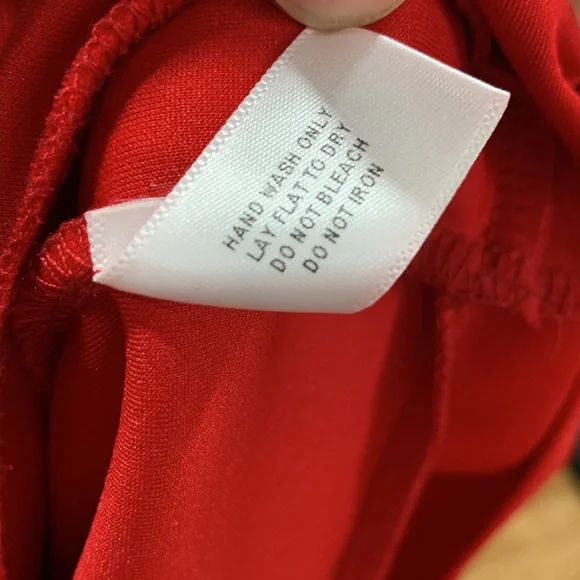 HAND WASH ONLY
LAY FLAT TO DRY
DO NOT BLEACH
DO NOT IRON